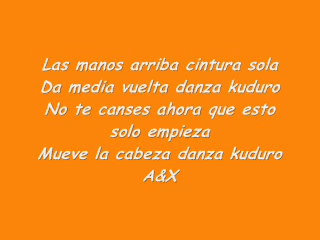 Las manos arriba cintura sola
Da media vuelta danza kuduro
No te canses ahora que esto
solo empieza
Mueve la cabeza danza kuduro
A&X